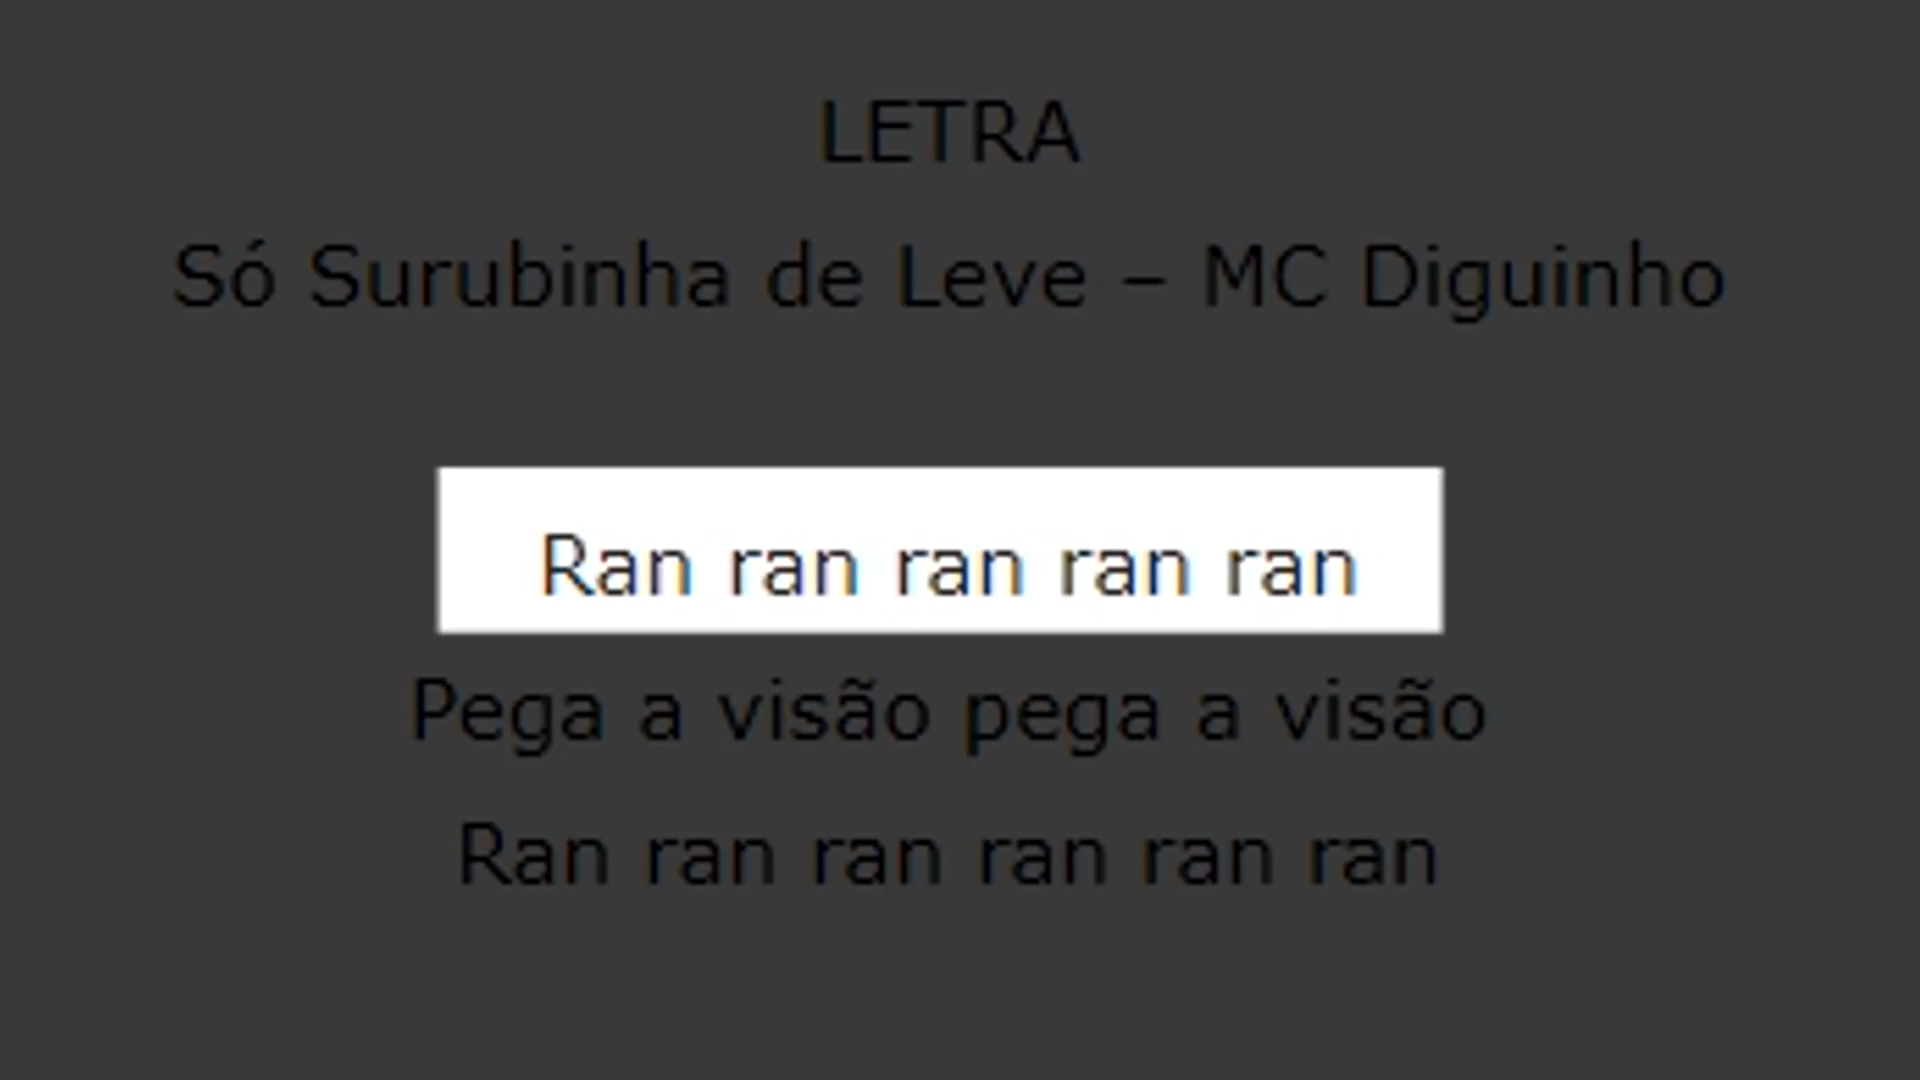 LETRA
Só Surubinha de Leve – MC Diguinho
Ran ran ran ran ran
Pega a visão pega a visão
Ran ran ran ran ran ran